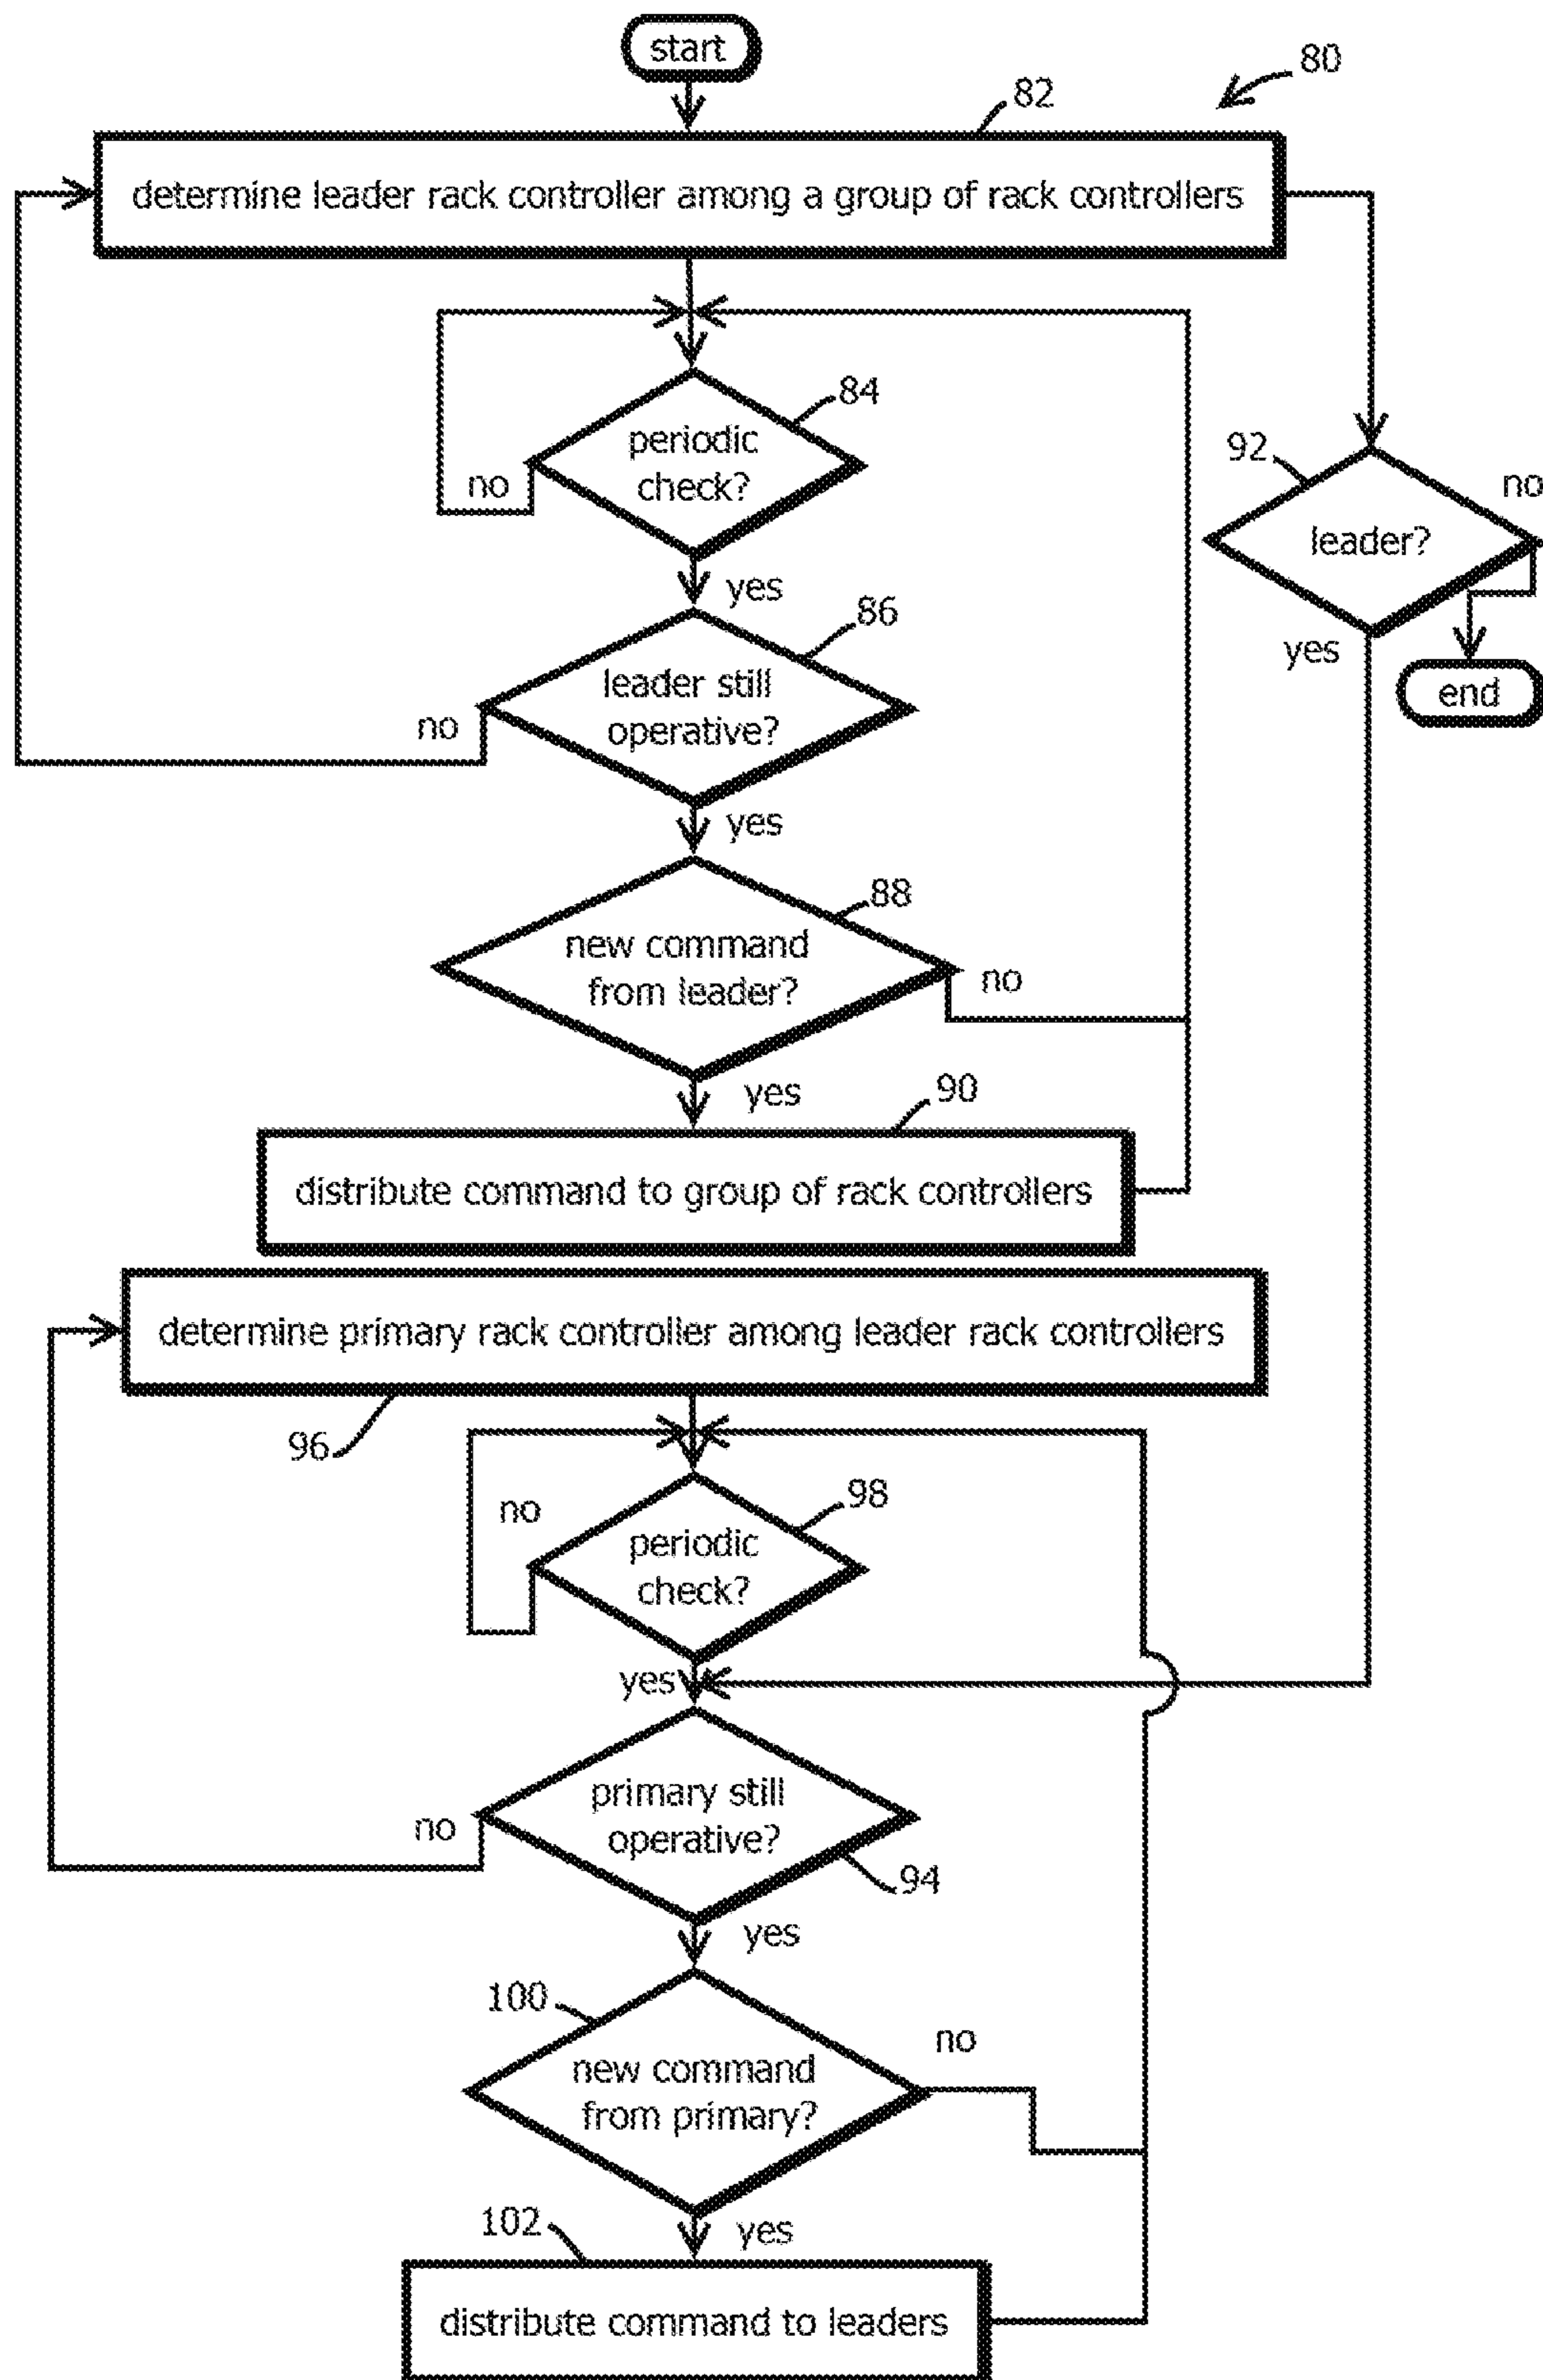 start
80
82
determine leader rack controller among a group of rack controllers
84
periodic
check?
no
92
no
leader?
yes
86
yes
end
leader still
operative?
no
yes
88
new command
from leader?
no
yes
90
distribute command to group of rack controllers
determine primary rack controller among leader rack controllers
96
98
no
periodic
check?
yes
primary still
operative?
no
94
yes
100
no
new command
from primary?
102
yes
distribute command to leaders